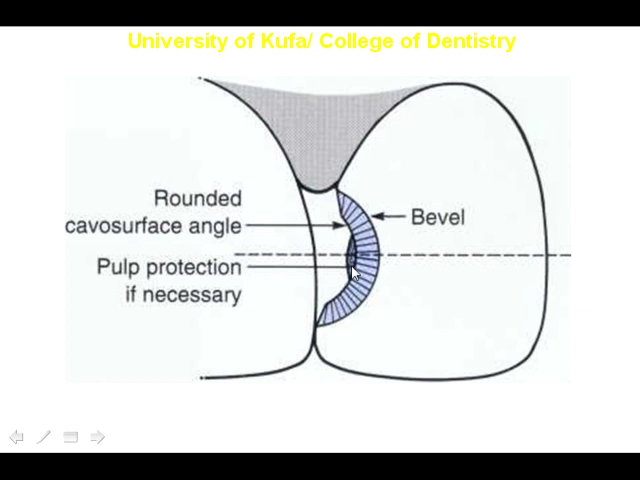 University of Kufa/ College of Dentistry
Rounded
cavosurface angle
Bevel
Pulp protection
if necessary